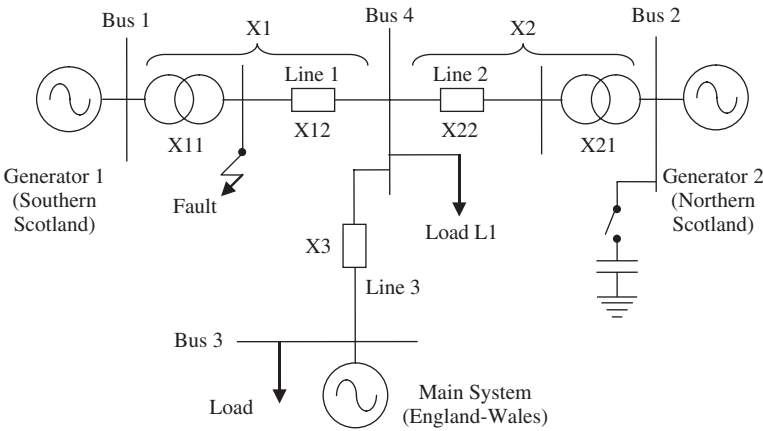 Bus 1
X1
Bus 4
X2
Bus 2
Line 1
Line 2
X11
X12
X22
X21
Generator 1
(Southern
Scotland)
Fault
Load L1
Generator 2
(Northern
Scotland)
X3
Line 3
Bus 3
Load
Main System
(England-Wales)